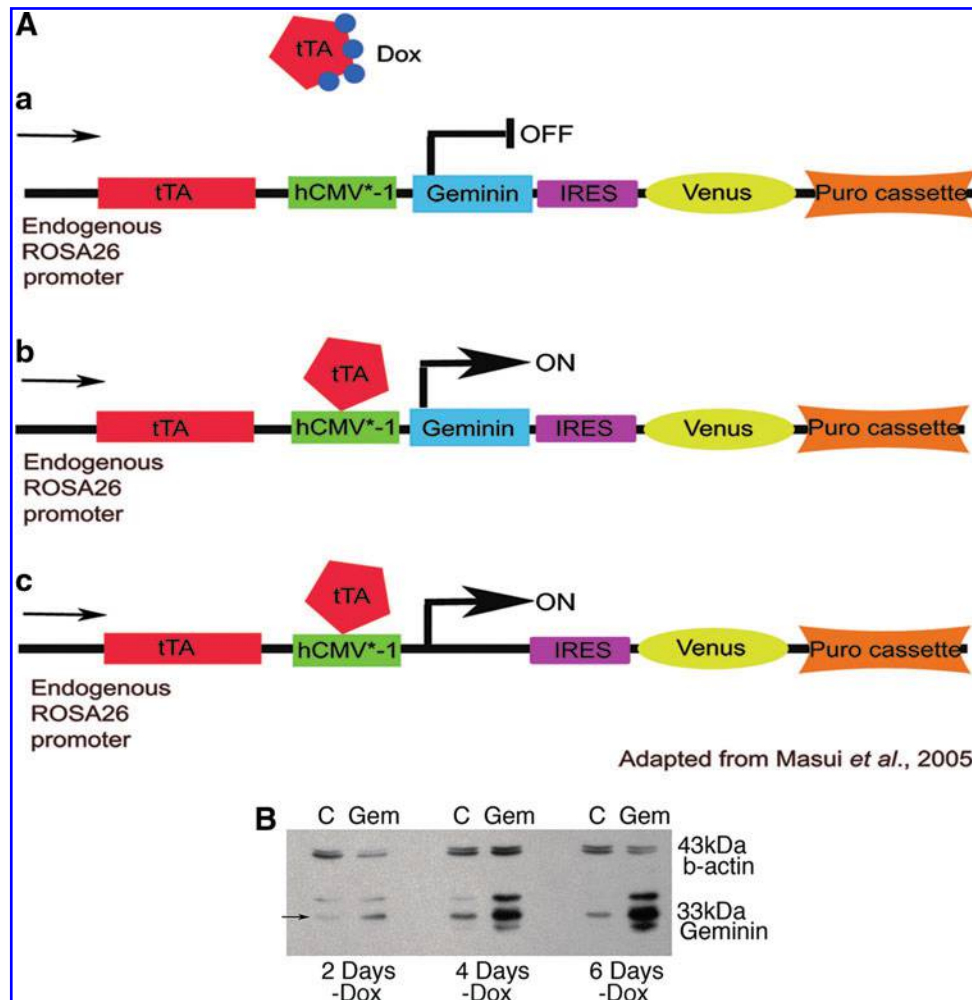 A
tTA Dox
a
OFF
tTA hCMV*-1 Geminin IRES Venus Puro cassette
Endogenous
ROSA26
promoter
b
tTA ON
tTA hCMV*-1 Geminin IRES Venus Puro cassette
Endogenous
ROSA26
promoter
c
tTA ON
tTA hCMV*-1 IRES Venus Puro cassette
Endogenous
ROSA26
promoter
Adapted from Masui et al., 2005
B C Gem C Gem C Gem
43kDa
b-actin
33kDa
Geminin
2 Days 4 Days 6 Days
-Dox -Dox -Dox